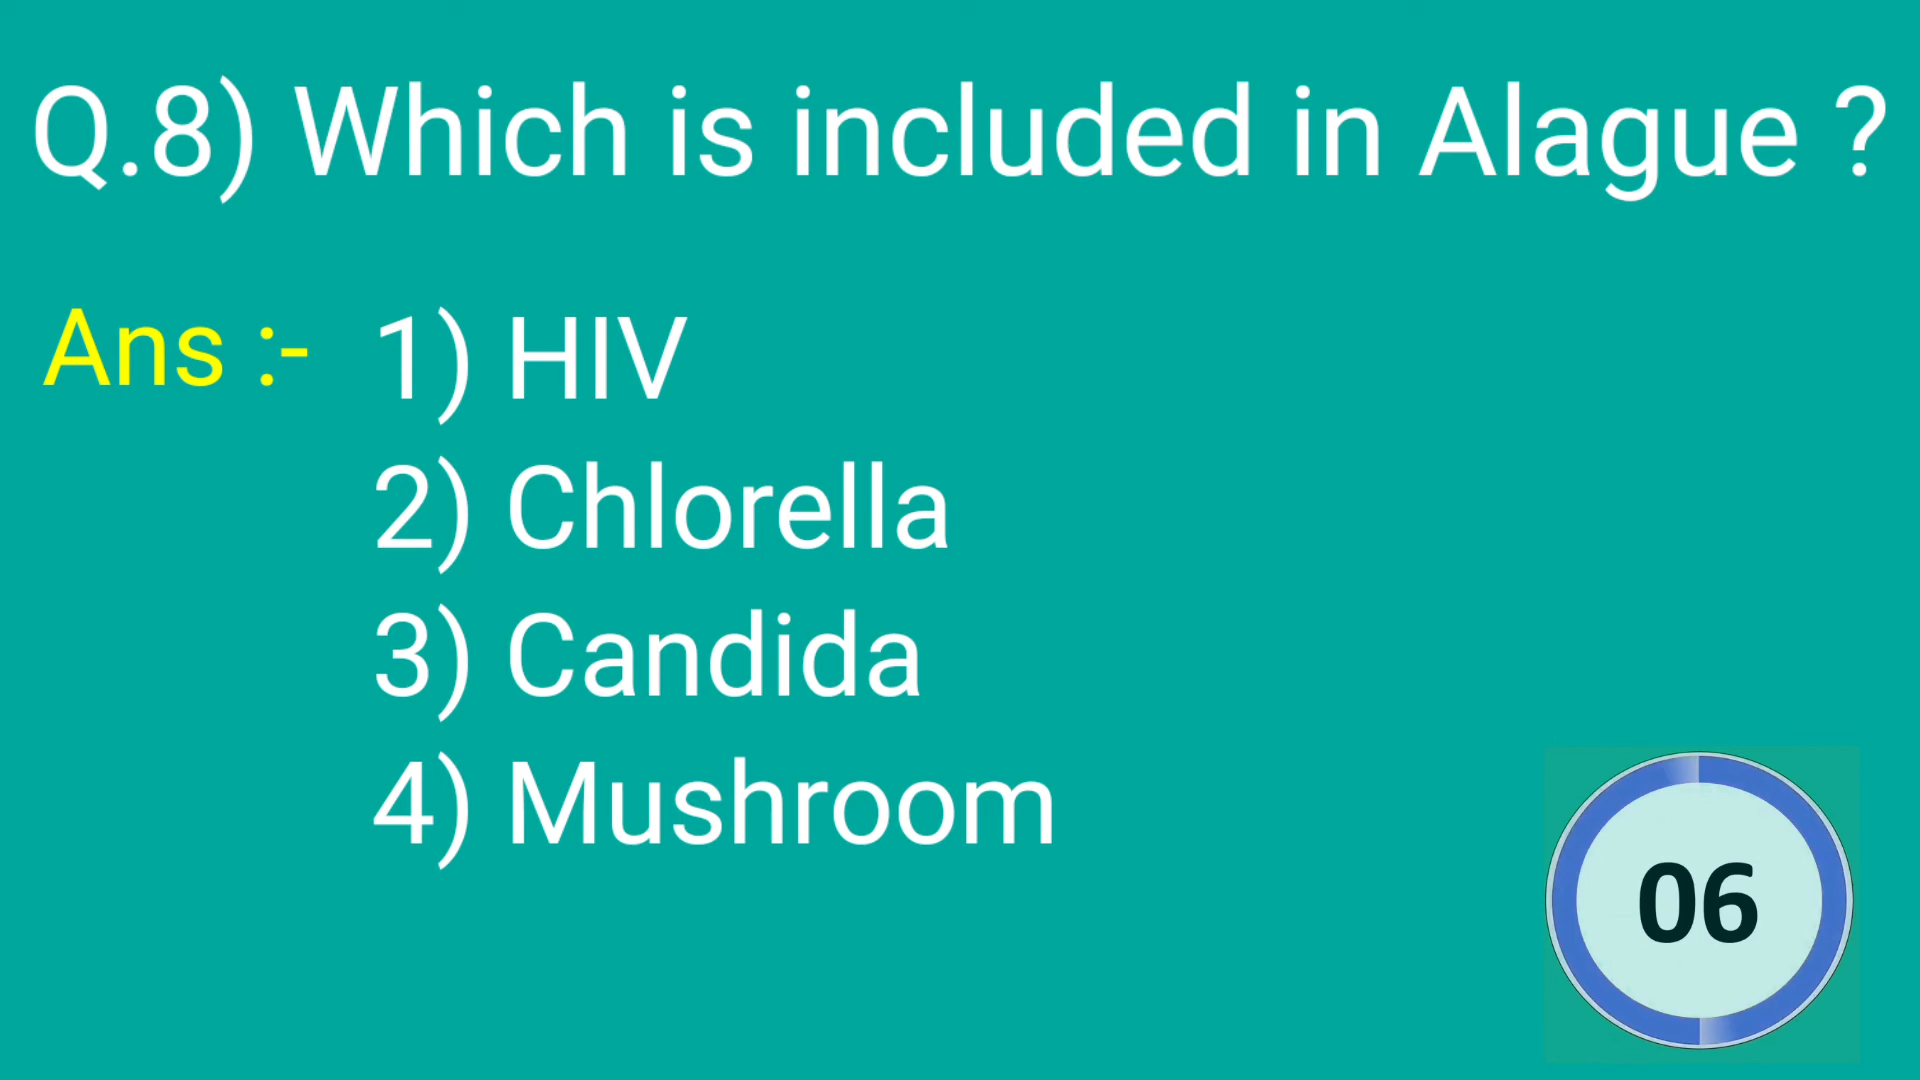 Q.8) Which is included in Alague ?
Ans :- 1) HIV
2) Chlorella
3) Candida
4) Mushroom
06